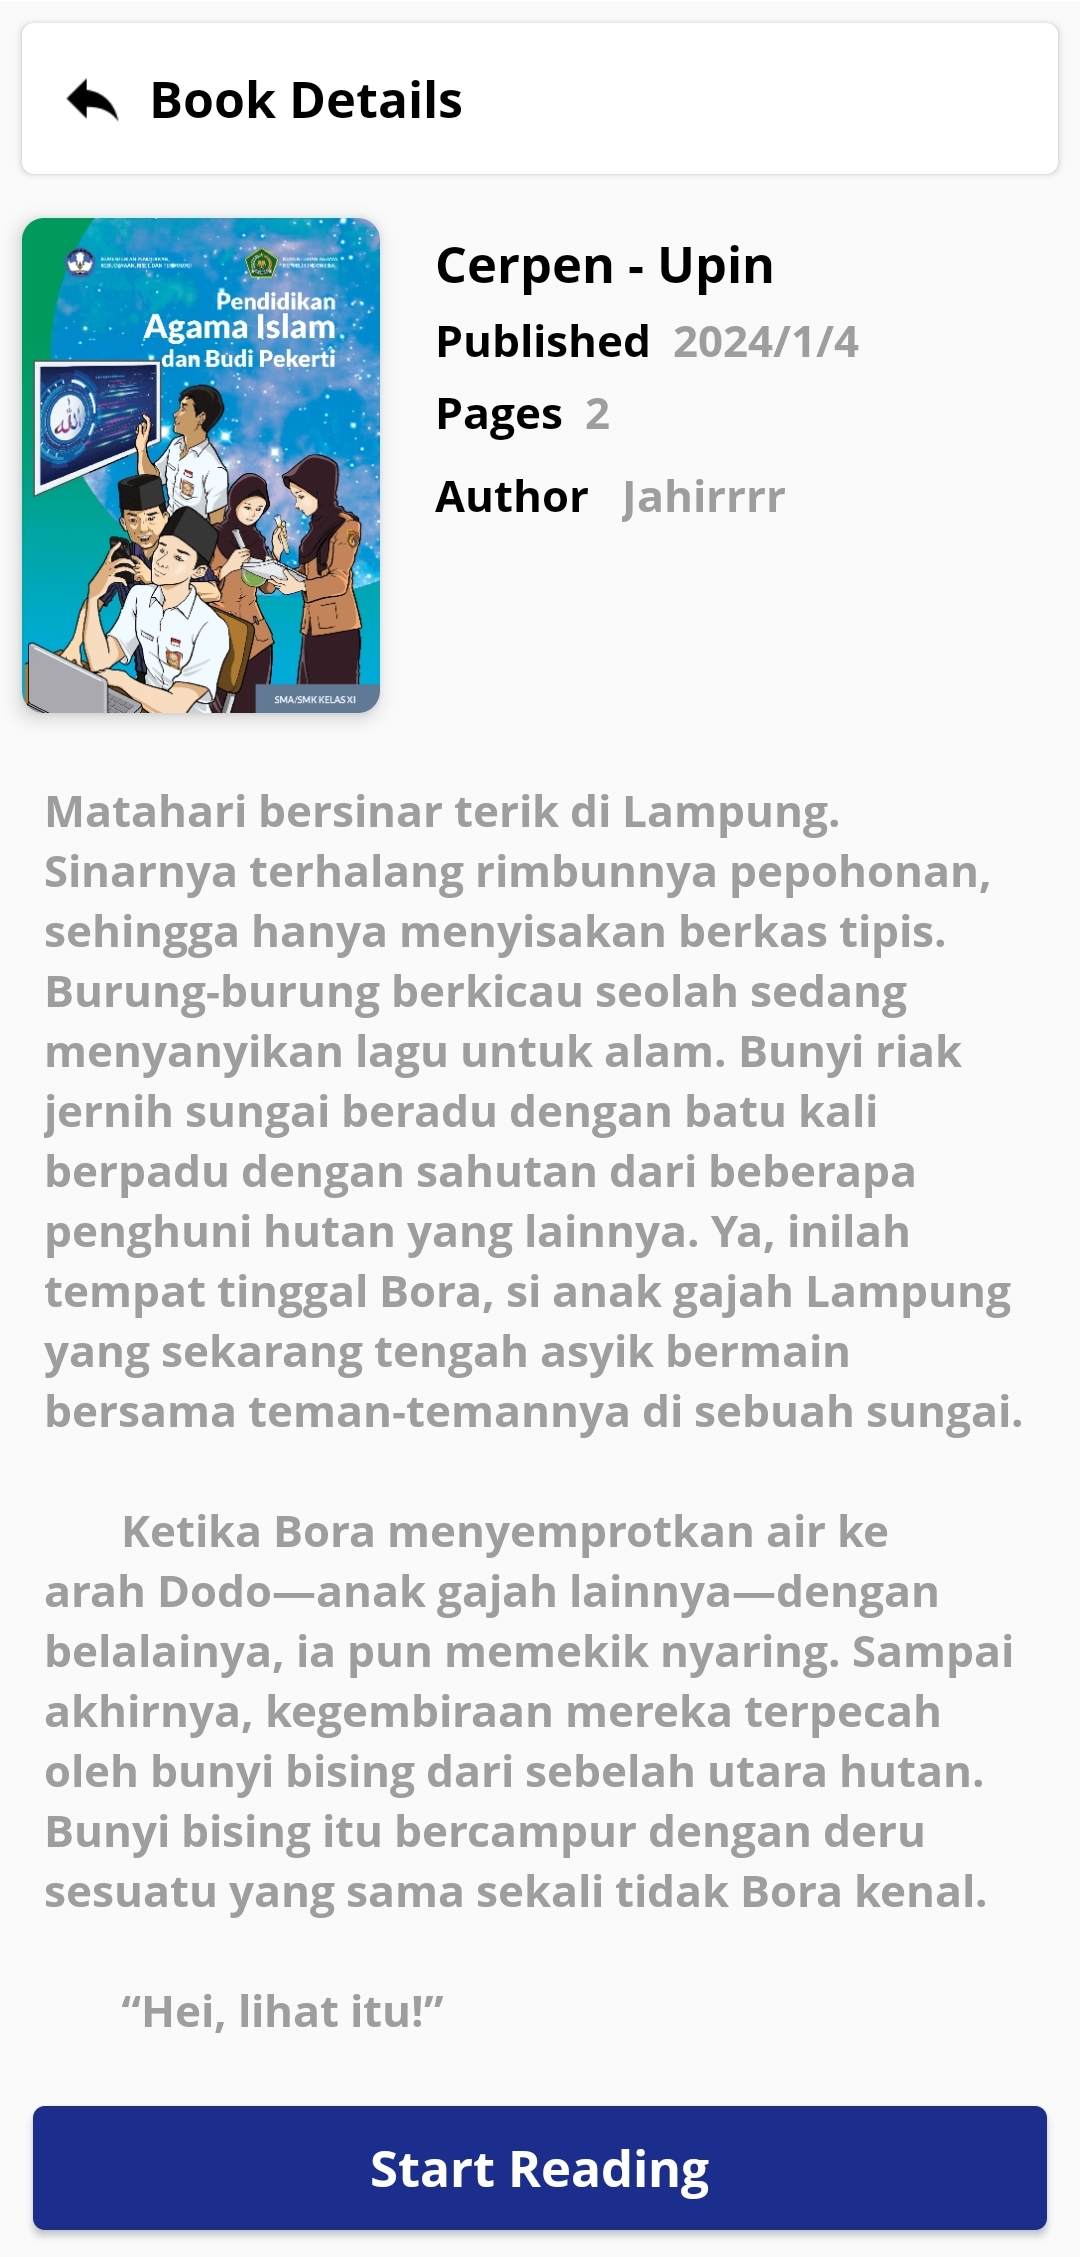 Book Details
Pendidikan
Agama Islam
dan Budi Pekerti
SMA/SMK KELAS XI
Cerpen - Upin
Published 2024/1/4
Pages 2
Author Jahirrrr
Matahari bersinar terik di Lampung.
Sinarnya terhalang rimbunnya pepohonan,
sehingga hanya menyisakan berkas tipis.
Burung-burung berkicau seolah sedang
menyanyikan lagu untuk alam. Bunyi riak
jernih sungai beradu dengan batu kali
berpadu dengan sahutan dari beberapa
penghuni hutan yang lainnya. Ya, inilah
tempat tinggal Bora, si anak gajah Lampung
yang sekarang tengah asyik bermain
bersama teman-temannya di sebuah sungai.
Ketika Bora menyemprotkan air ke
arah Dodo—anak gajah lainnya—dengan
belalainya, ia pun memekik nyaring. Sampai
akhirnya, kegembiraan mereka terpecah
oleh bunyi bising dari sebelah utara hutan.
Bunyi bising itu bercampur dengan deru
sesuatu yang sama sekali tidak Bora kenal.
“Hei, lihat itu!”
Start Reading